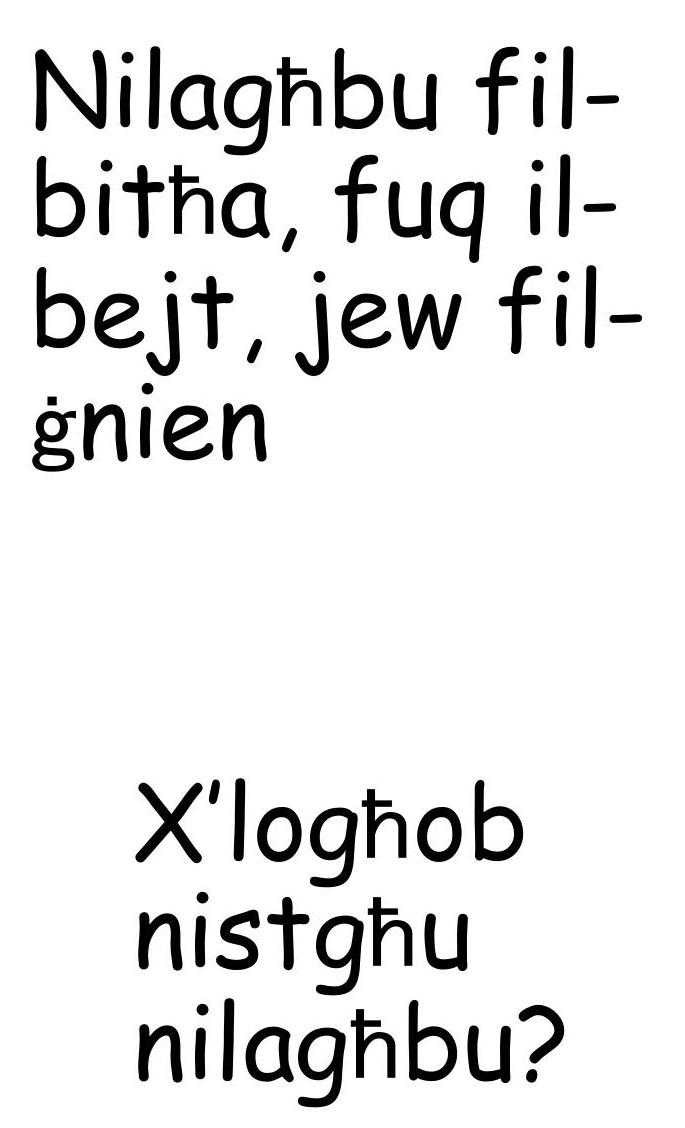 Nilagħbu fil-
bitħa, fuq il-
bejt, jew fil-
ġnien
X'logħob
nistgħu
nilagħbu?